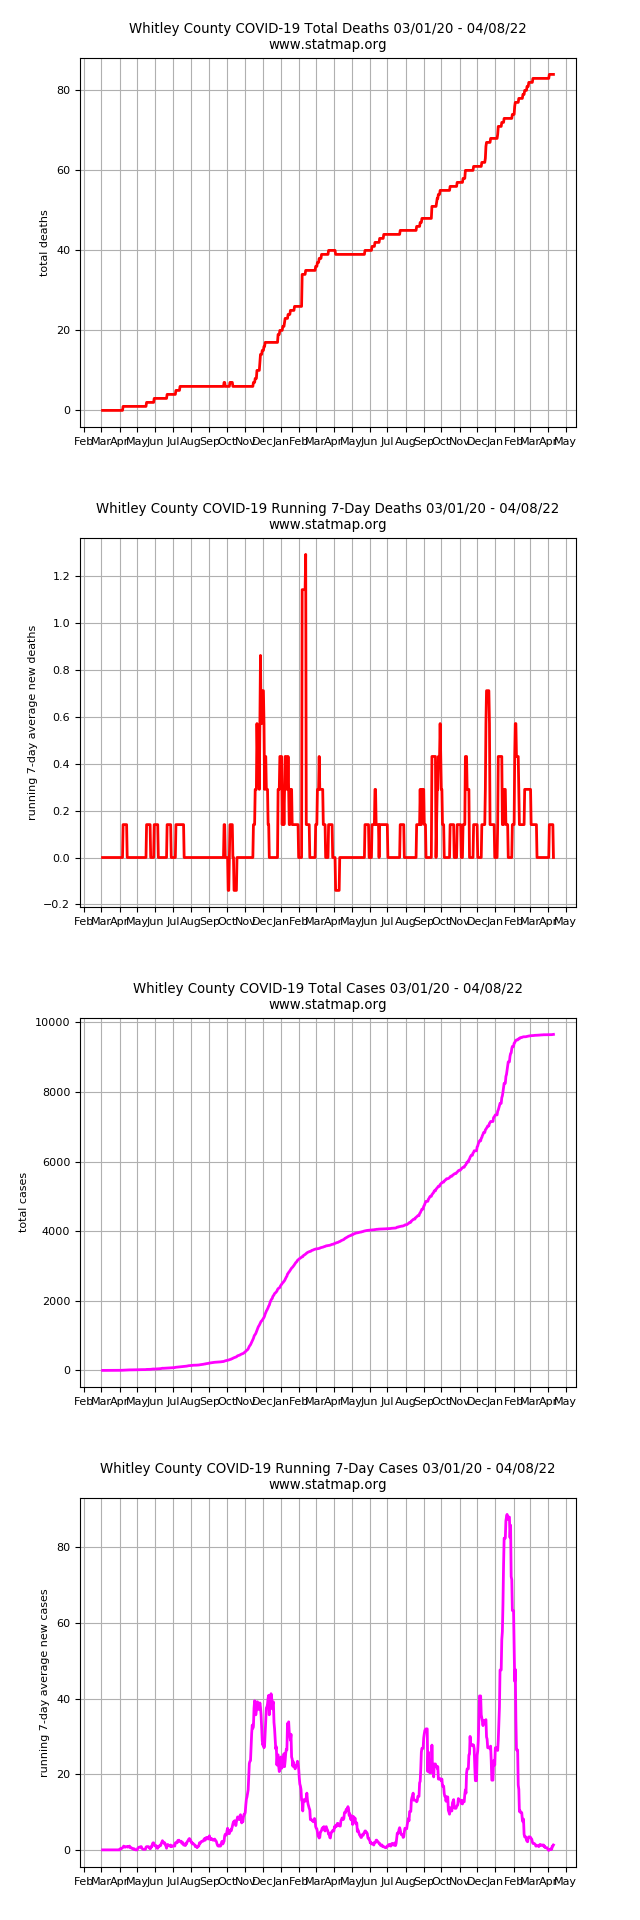 Whitley County COVID-19 Total Deaths 03/01/20 - 04/08/22
www.statmap.org
80
60
40
20
0
total deaths
Feb Mar Apr May Jun Jul Aug Sep Oct Nov Dec Jan Feb Mar Apr May Jun Jul Aug Sep Oct Nov Dec Jan Feb Mar Apr May
Whitley County COVID-19 Running 7-Day Deaths 03/01/20 - 04/08/22
www.statmap.org
1.2
1.0
0.8
0.6
0.4
0.2
0.0
−0.2
running 7-day average new deaths
Feb Mar Apr May Jun Jul Aug Sep Oct Nov Dec Jan Feb Mar Apr May Jun Jul Aug Sep Oct Nov Dec Jan Feb Mar Apr May
Whitley County COVID-19 Total Cases 03/01/20 - 04/08/22
www.statmap.org
10000
8000
6000
4000
2000
0
total cases
Feb Mar Apr May Jun Jul Aug Sep Oct Nov Dec Jan Feb Mar Apr May Jun Jul Aug Sep Oct Nov Dec Jan Feb Mar Apr May
Whitley County COVID-19 Running 7-Day Cases 03/01/20 - 04/08/22
www.statmap.org
80
60
40
20
0
running 7-day average new cases
Feb Mar Apr May Jun Jul Aug Sep Oct Nov Dec Jan Feb Mar Apr May Jun Jul Aug Sep Oct Nov Dec Jan Feb Mar Apr May